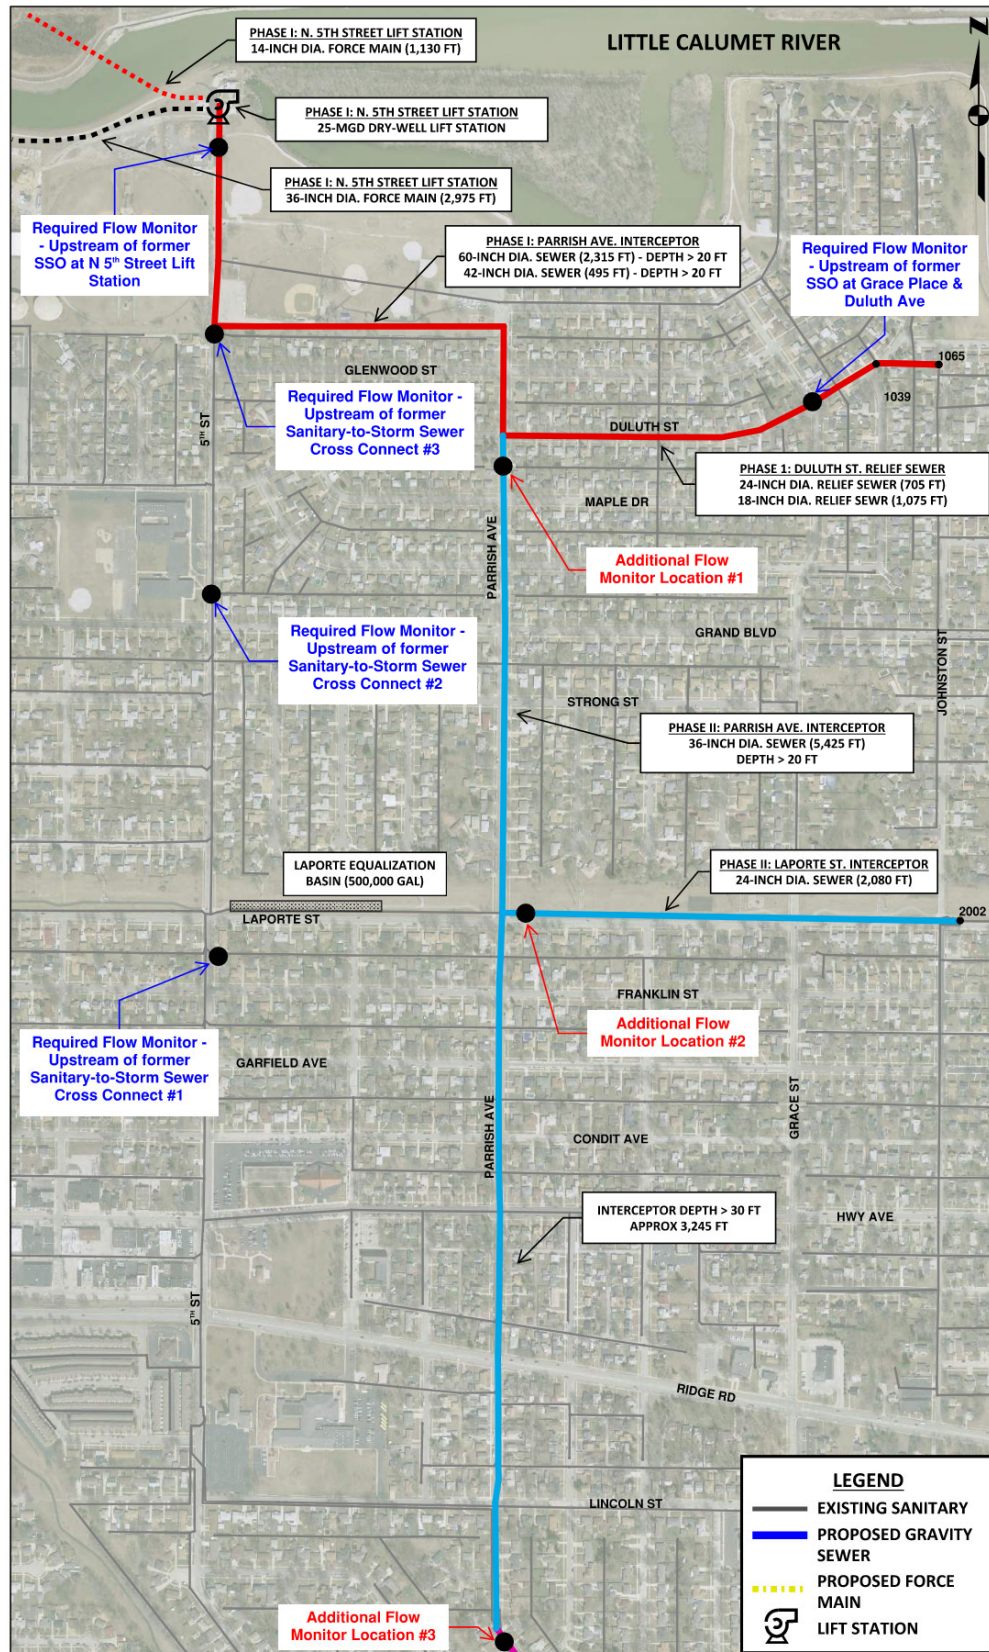 PHASE I: N. 5TH STREET LIFT STATION
14-INCH DIA. FORCE MAIN (1,130 FT)
LITTLE CALUMET RIVER
Z
PHASE I: N. 5TH STREET LIFT STATION
25-MGD DRY-WELL LIFT STATION
PHASE I: N. 5TH STREET LIFT STATION
36-INCH DIA. FORCE MAIN (2,975 FT)
Required Flow Monitor
- Upstream of former
SSO at N 5th Street Lift
Station
PHASE I: PARRISH AVE. INTERCEPTOR
60-INCH DIA. SEWER (2,315 FT) - DEPTH > 20 FT
42-INCH DIA. SEWER (495 FT) - DEPTH > 20 FT
Required Flow Monitor
- Upstream of former
SSO at Grace Place &
Duluth Ave
GLENWOOD ST
1065
1039
Required Flow Monitor -
Upstream of former
Sanitary-to-Storm Sewer
Cross Connect #3
5TH ST
DULUTH ST
PHASE 1: DULUTH ST. RELIEF SEWER
24-INCH DIA. RELIEF SEWER (705 FT)
18-INCH DIA. RELIEF SEWR (1,075 FT)
MAPLE DR
PARRISH AVE
Additional Flow
Monitor Location #1
Required Flow Monitor -
Upstream of former
Sanitary-to-Storm Sewer
Cross Connect #2
GRAND BLVD
JOHNSTON ST
STRONG ST
PHASE II: PARRISH AVE. INTERCEPTOR
36-INCH DIA. SEWER (5,425 FT)
DEPTH > 20 FT
LAPORTE EQUALIZATION
BASIN (500,000 GAL)
PHASE II: LAPORTE ST. INTERCEPTOR
24-INCH DIA. SEWER (2,080 FT)
LAPORTE ST
2002
FRANKLIN ST
Required Flow Monitor -
Upstream of former
Sanitary-to-Storm Sewer
Cross Connect #1
Additional Flow
Monitor Location #2
GARFIELD AVE
GRACE ST
PARRISH AVE
CONDIT AVE
INTERCEPTOR DEPTH > 30 FT
APPROX 3,245 FT
HWY AVE
5TH ST
RIDGE RD
LINCOLN ST
Additional Flow
Monitor Location #3
LEGEND
EXISTING SANITARY
PROPOSED GRAVITY
SEWER
PROPOSED FORCE
MAIN
LIFT STATION